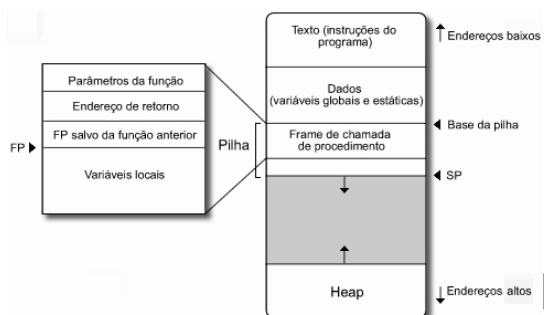 Texto (instruções do
programa)
Endereços baixos
Dados
(variáveis globais e estáticas)
Parâmetros da função
Endereço de retorno
FP salvo da função anterior
FP
Variáveis locais
Pilha
Base da pilha
Frame de chamada
de procedimento
SP
Heap
Endereços altos